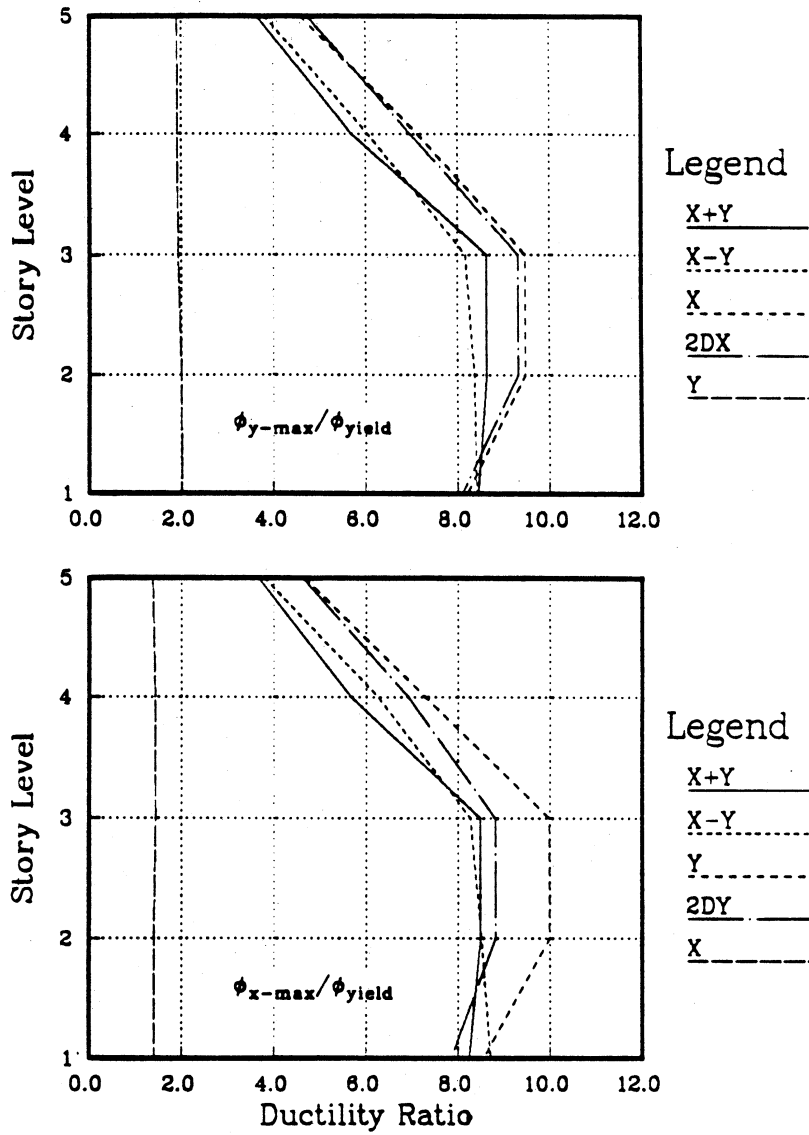 5
4
3
2
1
Story Level
ϕy-max/ϕyield
0.0 2.0 4.0 6.0 8.0 10.0 12.0
Legend
X+Y
X-Y
X
2DX
Y
5
4
3
2
1
Story Level
ϕx-max/ϕyield
0.0 2.0 4.0 6.0 8.0 10.0 12.0
Ductility Ratio
Legend
X+Y
X-Y
Y
2DY
X